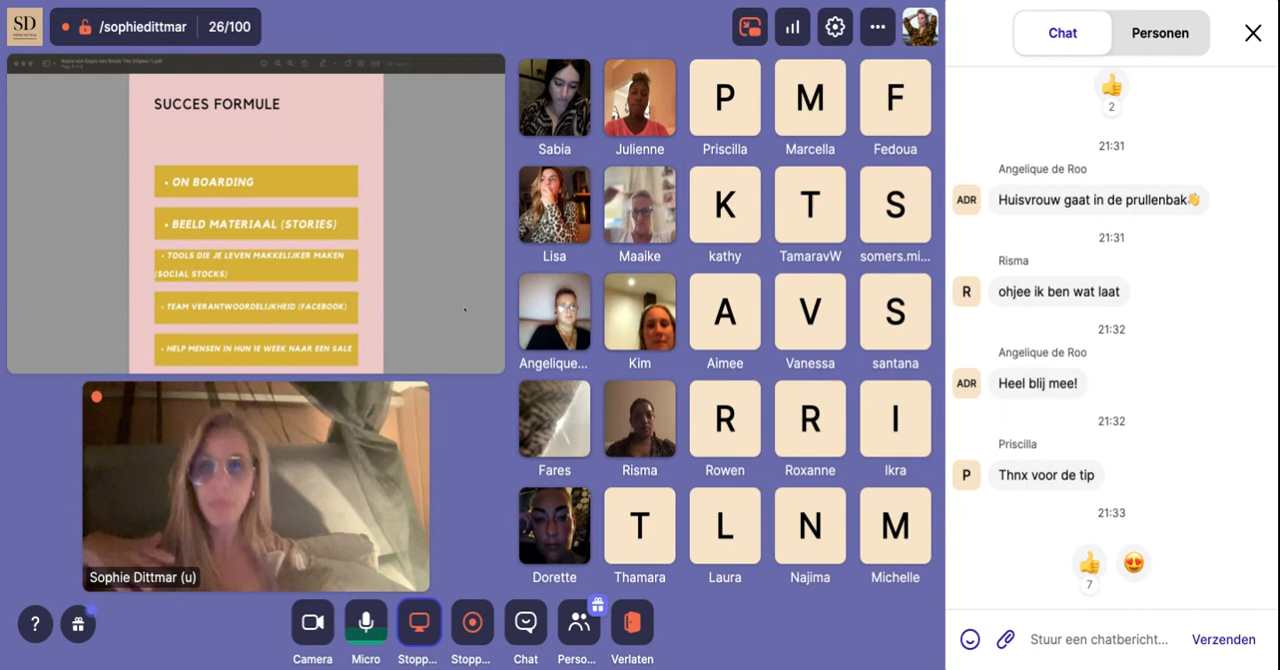 SD
/sophiedittmar
26/100
SUCCES FORMULE
• ON BOARDING
• BEELD MATERIAAL (STORIES)
• TOOLS DIE JE LEVEN MAKKELIJKER MAKEN
(SOCIAL STOCKS)
• TEAM VERANTWOORDELIJKHEID (FACEBOOK)
• HELP MENSEN IN HUN 1E WEEK NAAR EEN SALE
Sophie Dittmar (u)
P M F
Sabia Julienne Priscilla Marcella Fedoua
K T S
Lisa Maaike kathy TamaravW somers.mi...
A V S
Angelique... Kim Aimee Vanessa santana
R R I
Fares Risma Rowen Roxanne Ikra
T L N M
Dorette Thamara Laura Najima Michelle
?
Camera Micro Stopp... Stopp... Chat Perso... Verlaten
Chat Personen
2
21:31
Angelique de Roo
ADR Huisvrouw gaat in de prullenbak👋
21:31
Risma
R ohjee ik ben wat laat
21:32
Angelique de Roo
ADR Heel blij mee!
21:32
Priscilla
P Thnx voor de tip
21:33
7
Stuur een chatbericht... Verzenden